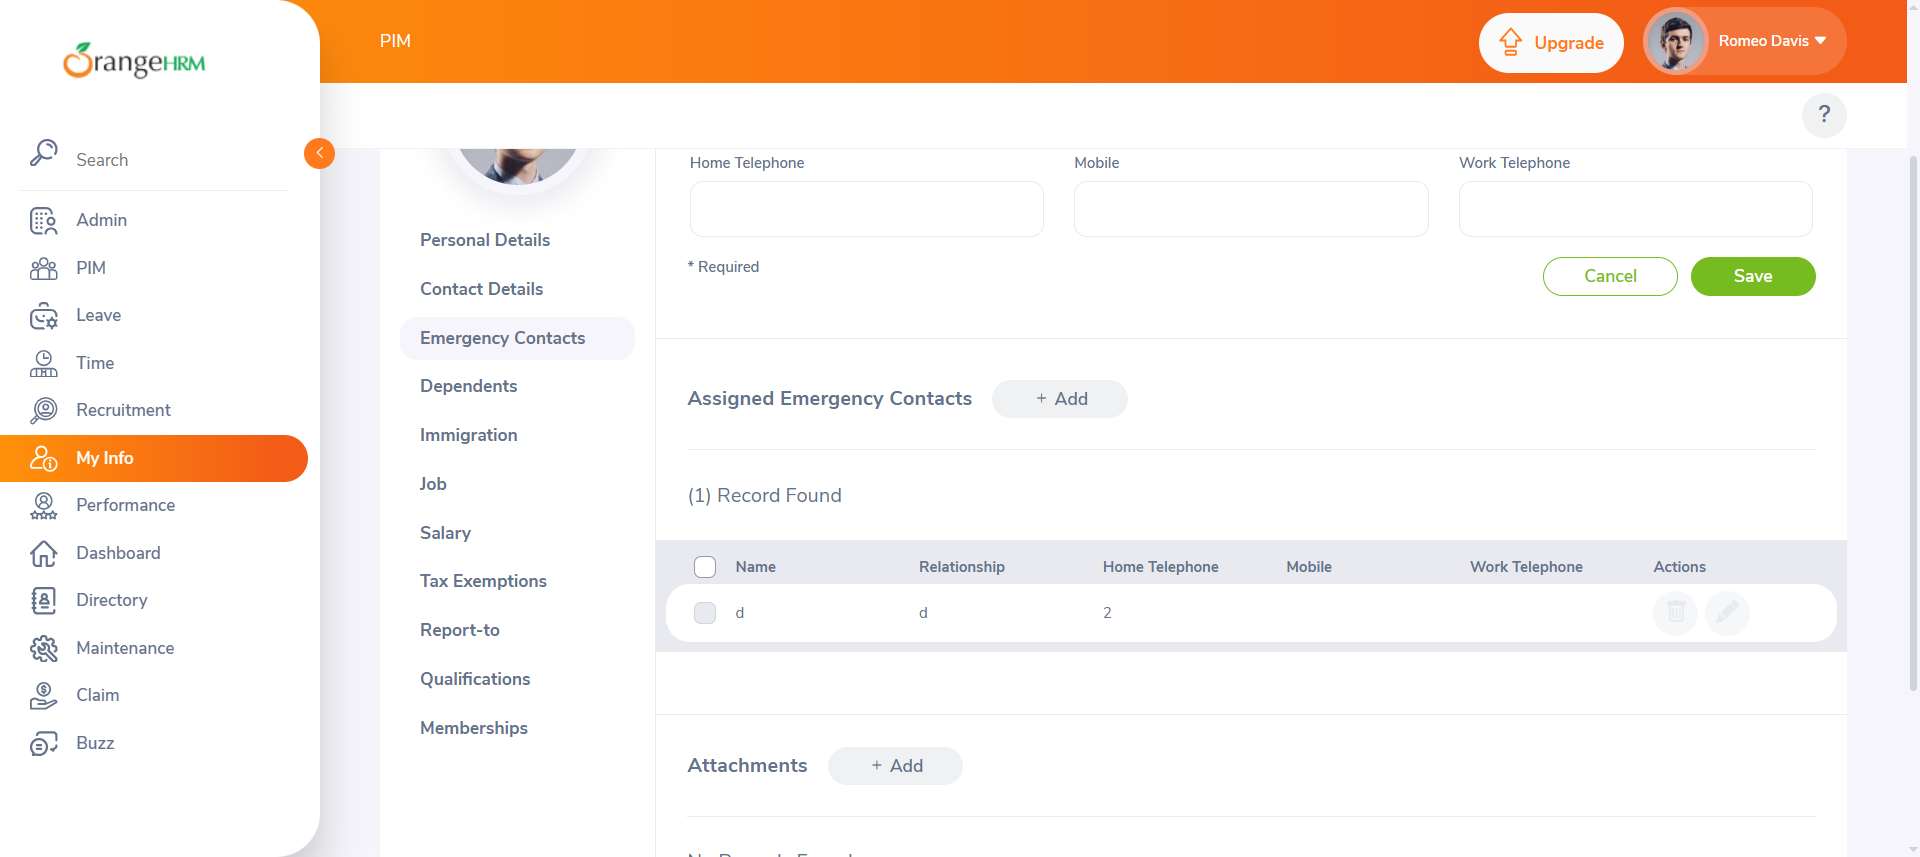 OrangeHRM
PIM
Upgrade
Romeo Davis
?
Search
Admin
PIM
Leave
Time
Recruitment
My Info
Performance
Dashboard
Directory
Maintenance
Claim
Buzz
Personal Details
Contact Details
Emergency Contacts
Dependents
Immigration
Job
Salary
Tax Exemptions
Report-to
Qualifications
Memberships
Home Telephone Mobile Work Telephone
* Required
Cancel Save
Assigned Emergency Contacts + Add
(1) Record Found
Name Relationship Home Telephone Mobile Work Telephone Actions
d d 2
Attachments + Add